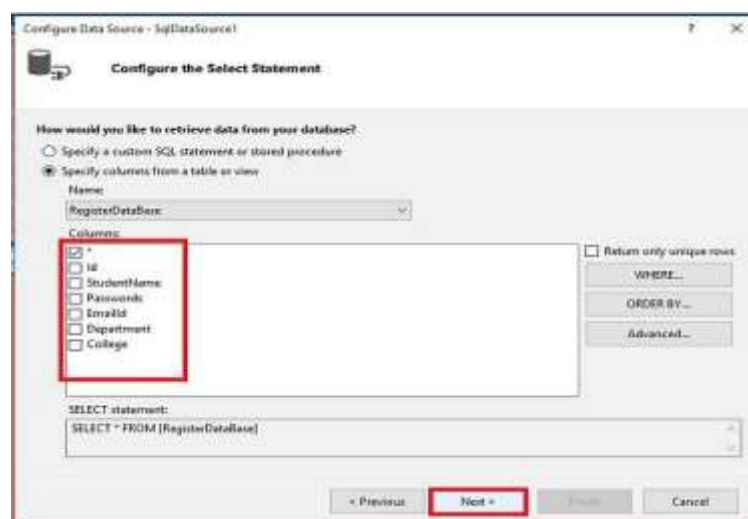 Configure Data Source - SqlDataSource1 ? ×
Configure the Select Statement
How would you like to retrieve data from your database?
Specify a custom SQL statement or stored procedure
Specify columns from a table or view
Name:
RegisterDataBase
Columns:
*
Id
StudentName
Passwords
EmailId
Department
College
Return only unique rows
WHERE...
ORDER BY...
Advanced...
SELECT statement:
SELECT * FROM [RegisterDataBase]
< Previous Next > Finish Cancel